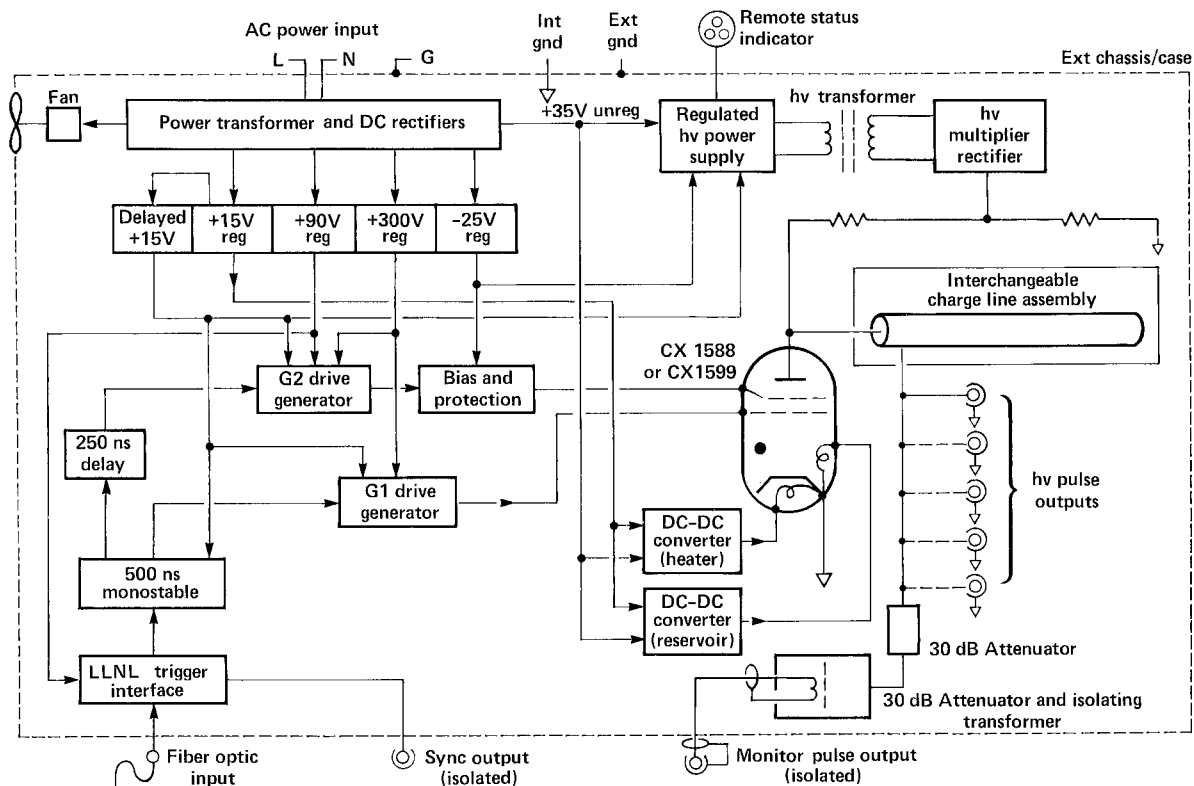 AC power input
L
N
G
Int
gnd
Ext
gnd
Remote status
indicator
Ext chassis/case
Fan
Power transformer and DC rectifiers
+35V unreg
Regulated
hv power
supply
hv transformer
hv
multiplier
rectifier
Delayed
+15V
+15V
reg
+90V
reg
+300V
reg
-25V
reg
Interchangeable
charge line assembly
CX 1588
or CX1599
G2 drive
generator
Bias and
protection
250 ns
delay
G1 drive
generator
hv pulse
outputs
500 ns
monostable
DC-DC
converter
(heater)
DC-DC
converter
(reservoir)
30 dB Attenuator
LLNL trigger
interface
30 dB Attenuator and isolating
transformer
Fiber optic
input
Sync output
(isolated)
Monitor pulse output
(isolated)